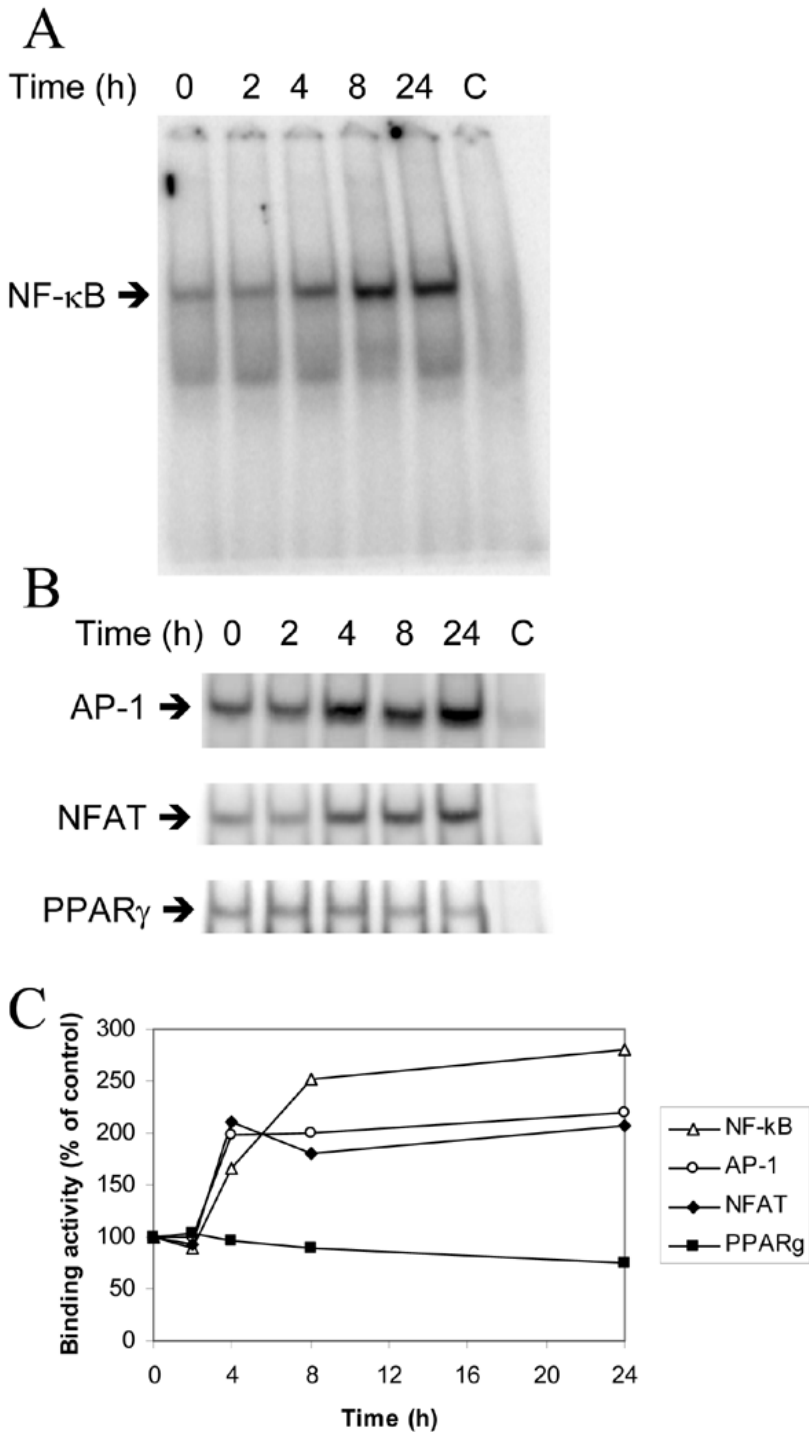 A
Time (h) 0 2 4 8 24 C
NF-κB ➔
B
Time (h) 0 2 4 8 24 C
AP-1 ➔
NFAT ➔
PPARγ ➔
C
Binding activity (% of control)
300
250
200
150
100
50
0
0 4 8 12 16 20 24
Time (h)
NF-kB
AP-1
NFAT
PPARg